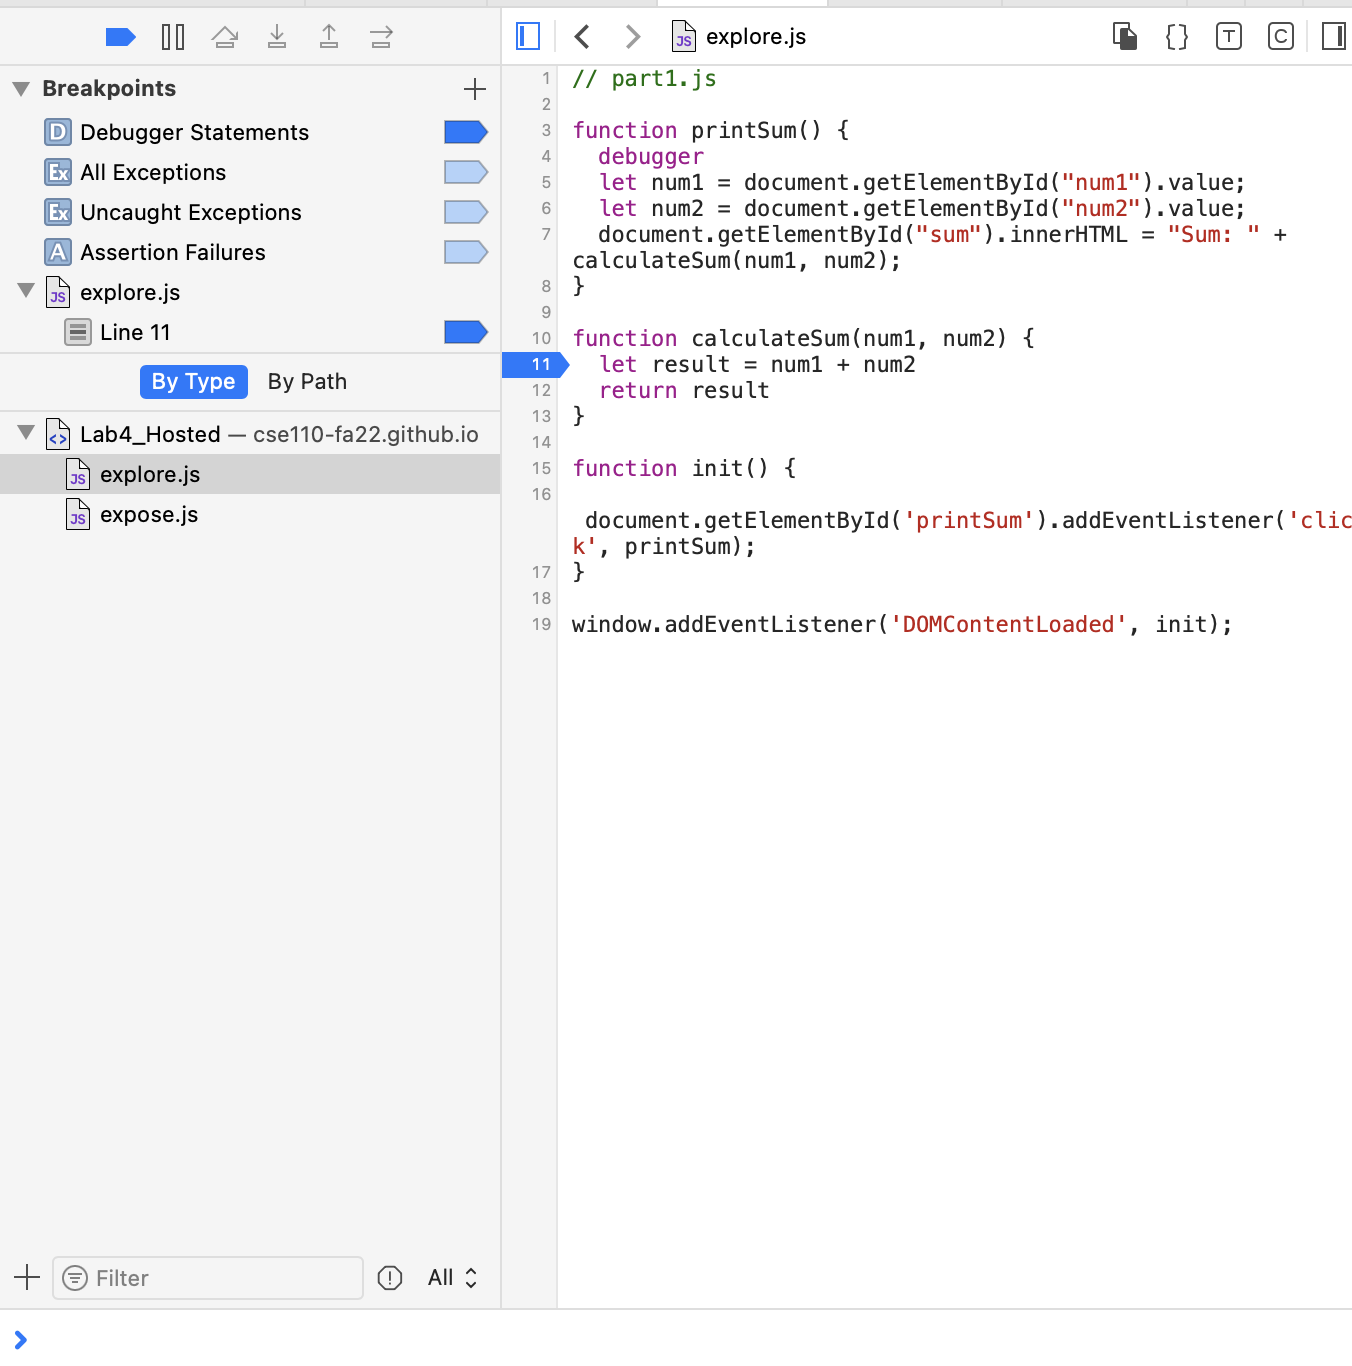 explore.js
Breakpoints
Debugger Statements
All Exceptions
Uncaught Exceptions
Assertion Failures
explore.js
Line 11
By Type By Path
Lab4_Hosted — cse110-fa22.github.io
explore.js
expose.js
Filter
All
1 // part1.js
2
3 function printSum() {
4 debugger
5 let num1 = document.getElementById("num1").value;
6 let num2 = document.getElementById("num2").value;
7 document.getElementById("sum").innerHTML = "Sum: " +
calculateSum(num1, num2);
8 }
9
10 function calculateSum(num1, num2) {
11 let result = num1 + num2
12 return result
13 }
14
15 function init() {
16
document.getElementById('printSum').addEventListener('clic
k', printSum);
17 }
18
19 window.addEventListener('DOMContentLoaded', init);